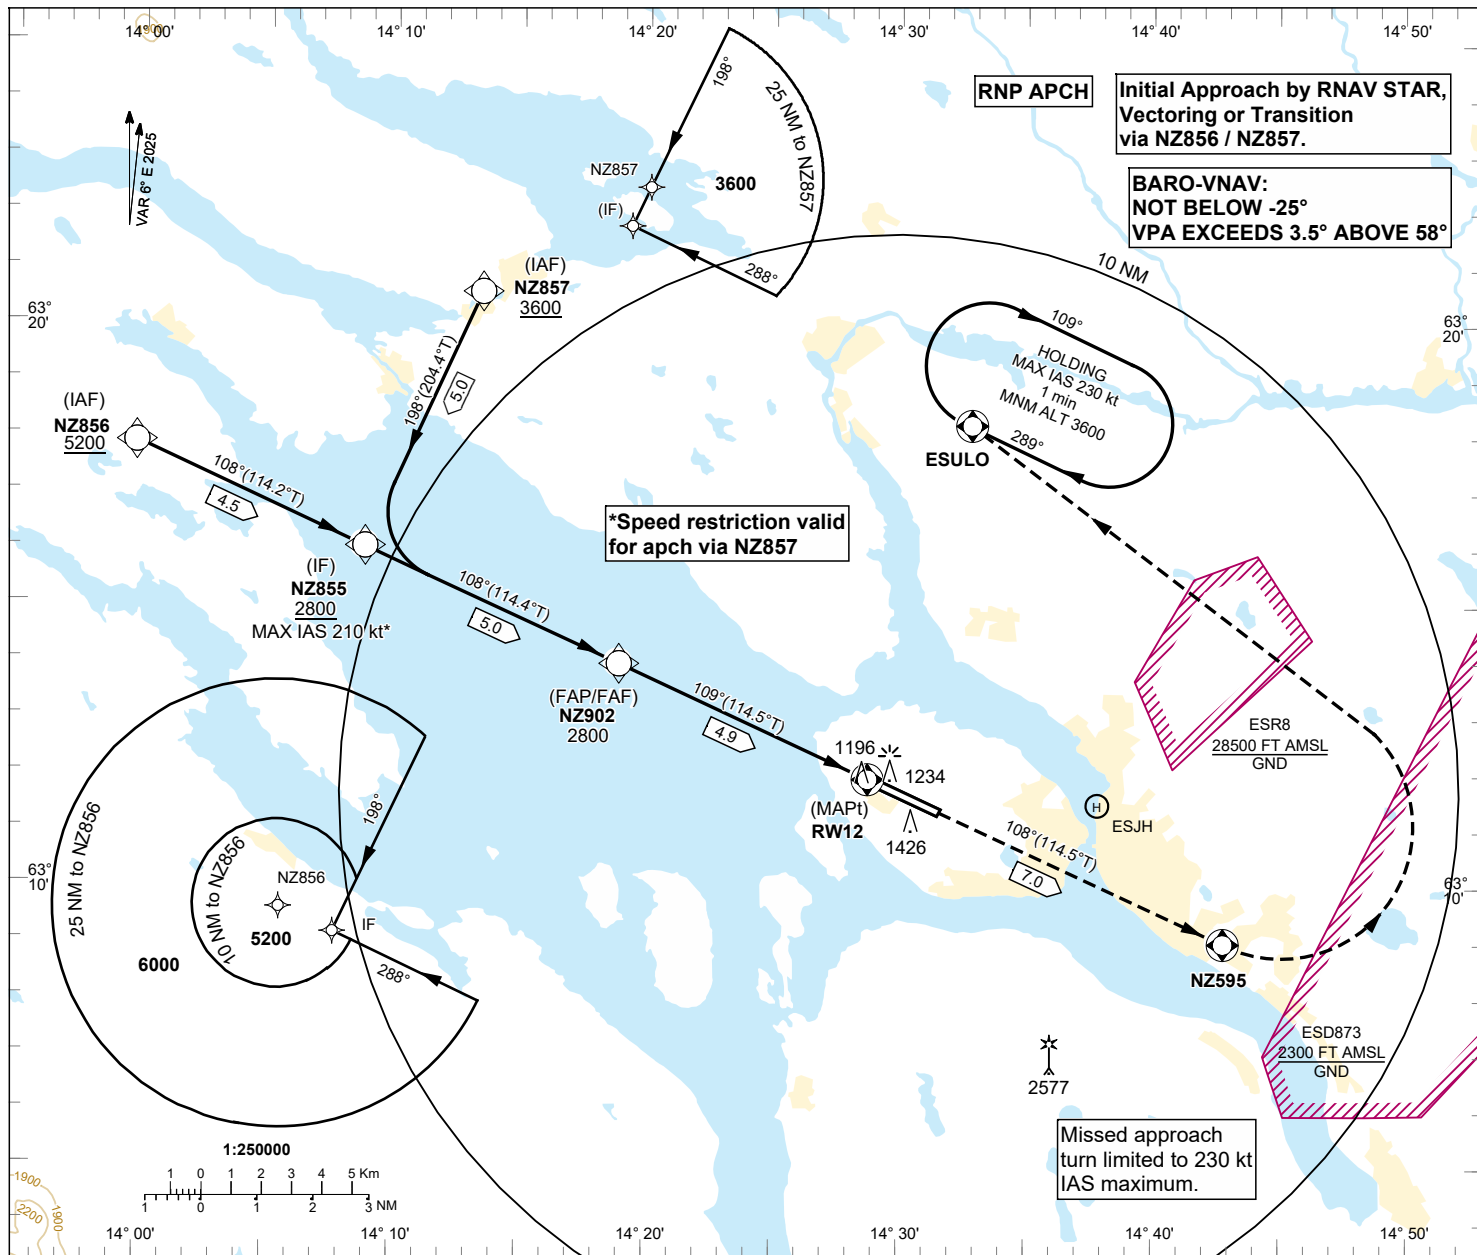 1900
14° 00'
14° 10'
14° 20'
14° 30'
14° 40'
14° 50'
VAR 6° E 2025
198°
25 NM to NZ857
NZ857
3600
(IF)
288°
RNP APCH
Initial Approach by RNAV STAR,
Vectoring or Transition
via NZ856 / NZ857.
BARO-VNAV:
NOT BELOW -25°
VPA EXCEEDS 3.5° ABOVE 58°
10 NM
63°
20'
63°
20'
(IAF)
NZ857
3600
198°(204.4°T)
5.0
(IAF)
NZ856
5200
108°(114.2°T)
4.5
109°
HOLDING
MAX IAS 230 kt
1 min
MNM ALT 3600
289°
ESULO
*Speed restriction valid
for apch via NZ857
(IF)
NZ855
2800
MAX IAS 210 kt*
108°(114.4°T)
5.0
(FAP/FAF)
NZ902
2800
109°(114.5°T)
4.9
1196
1234
(MAPt)
RW12
1426
ESR8
28500 FT AMSL
GND
H
ESJH
108°(114.5°T)
7.0
63°
10'
63°
10'
NZ595
25 NM to NZ856
10 NM to NZ856
198°
NZ856
IF
5200
6000
288°
ESD873
2300 FT AMSL
GND
2577
Missed approach
turn limited to 230 kt
IAS maximum.
1:250000
1 0 1 2 3 4 5 Km
1 0 1 2 3 NM
1900
2200
1900
14° 00'
14° 10'
14° 20'
14° 30'
14° 40'
14° 50'